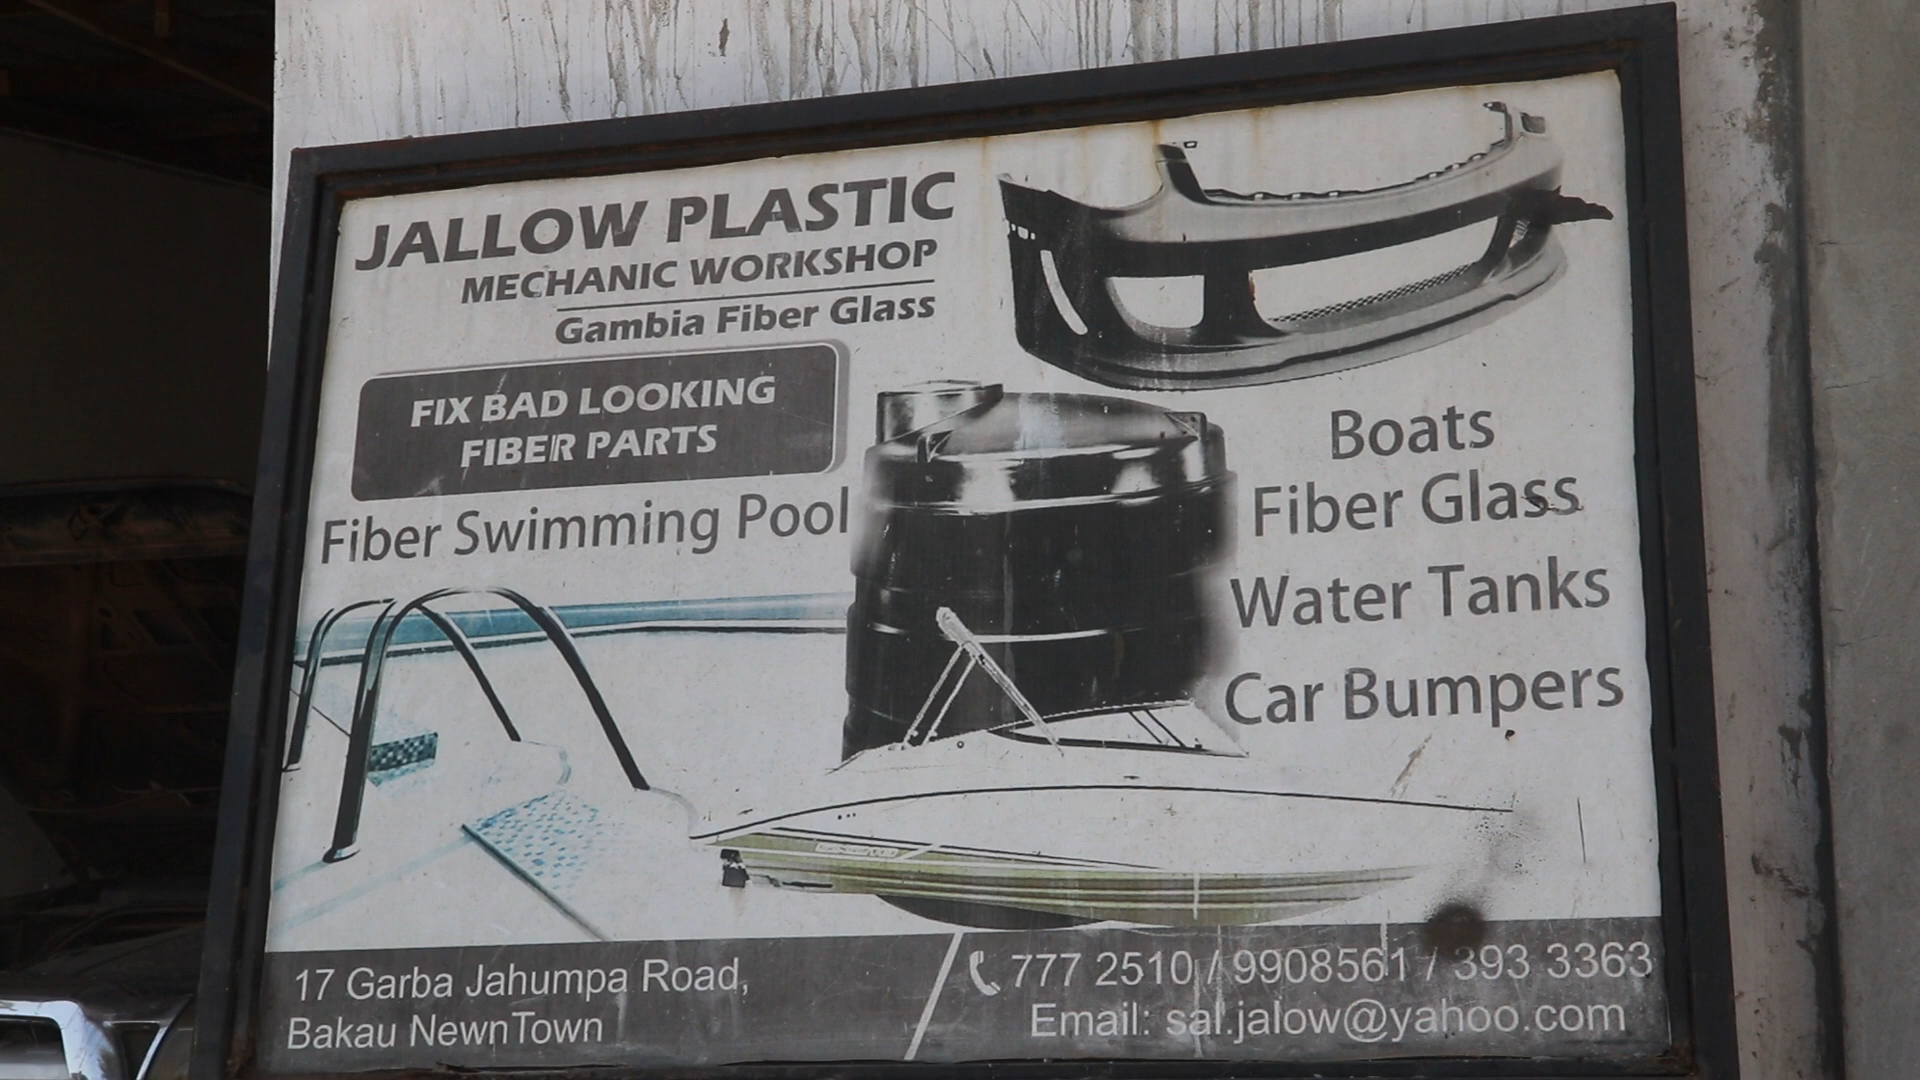 JALLOW PLASTIC
MECHANIC WORKSHOP
Gambia Fiber Glass
FIX BAD LOOKING
FIBER PARTS
Fiber Swimming Pool
Boats
Fiber Glass
Water Tanks
Car Bumpers
17 Garba Jahumpa Road,
Bakau NewnTown
777 2510 / 9908561 / 393 3363
Email: sal.jalow@yahoo.com